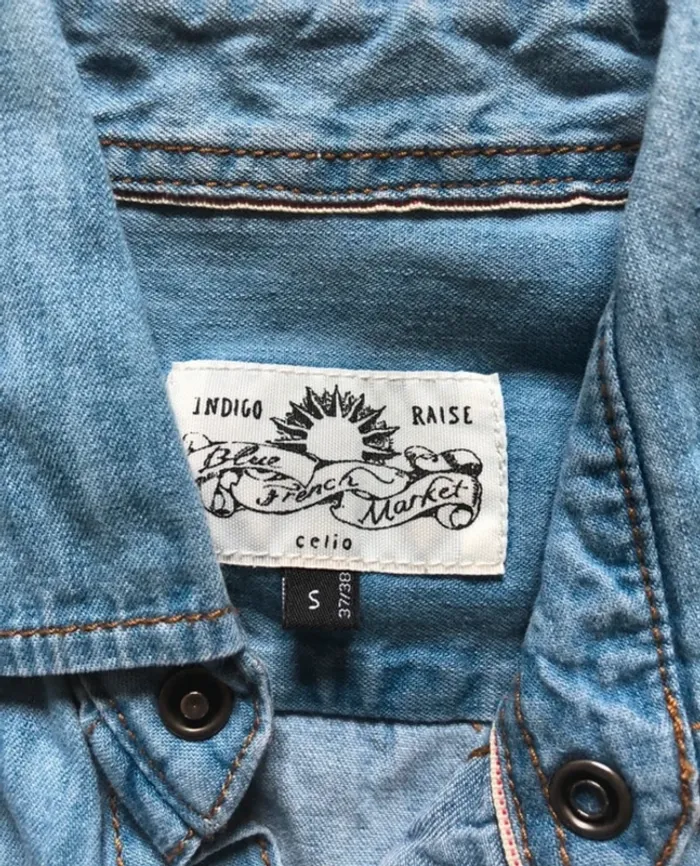 INDIGO RAISE
Blue
French
Market
celio
S
37/38